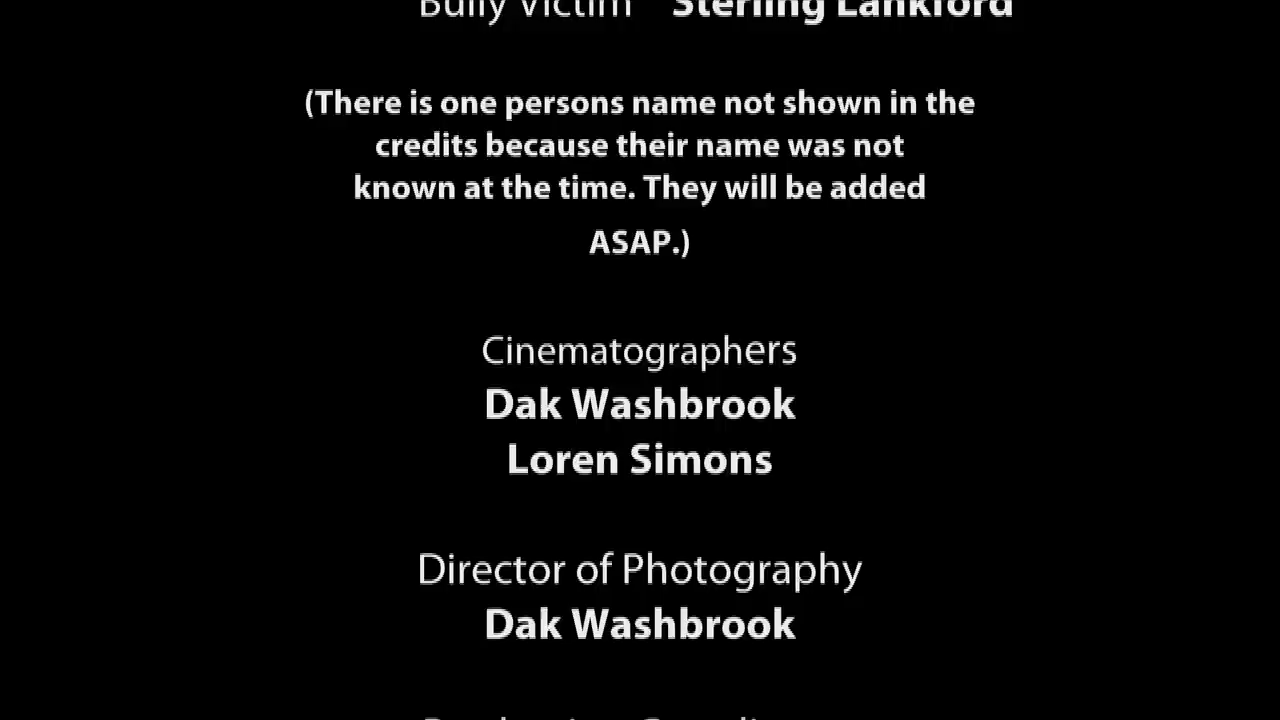 Bully Victim Sterling Lankford
(There is one persons name not shown in the
credits because their name was not
known at the time. They will be added
ASAP.)
Cinematographers
Dak Washbrook
Loren Simons
Director of Photography
Dak Washbrook